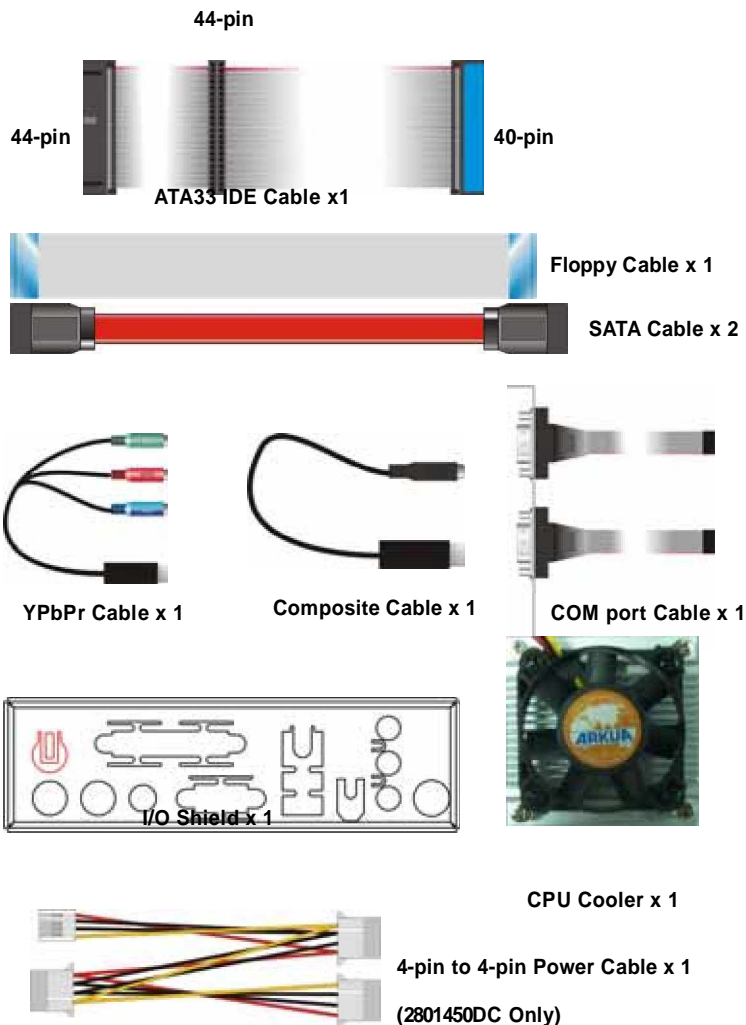 44-pin
44-pin
40-pin
ATA33 IDE Cable x1
Floppy Cable x 1
SATA Cable x 2
YPbPr Cable x 1
Composite Cable x 1
COM port Cable x 1
ARKUA
I/O Shield x 1
CPU Cooler x 1
4-pin to 4-pin Power Cable x 1
(2801450DC Only)